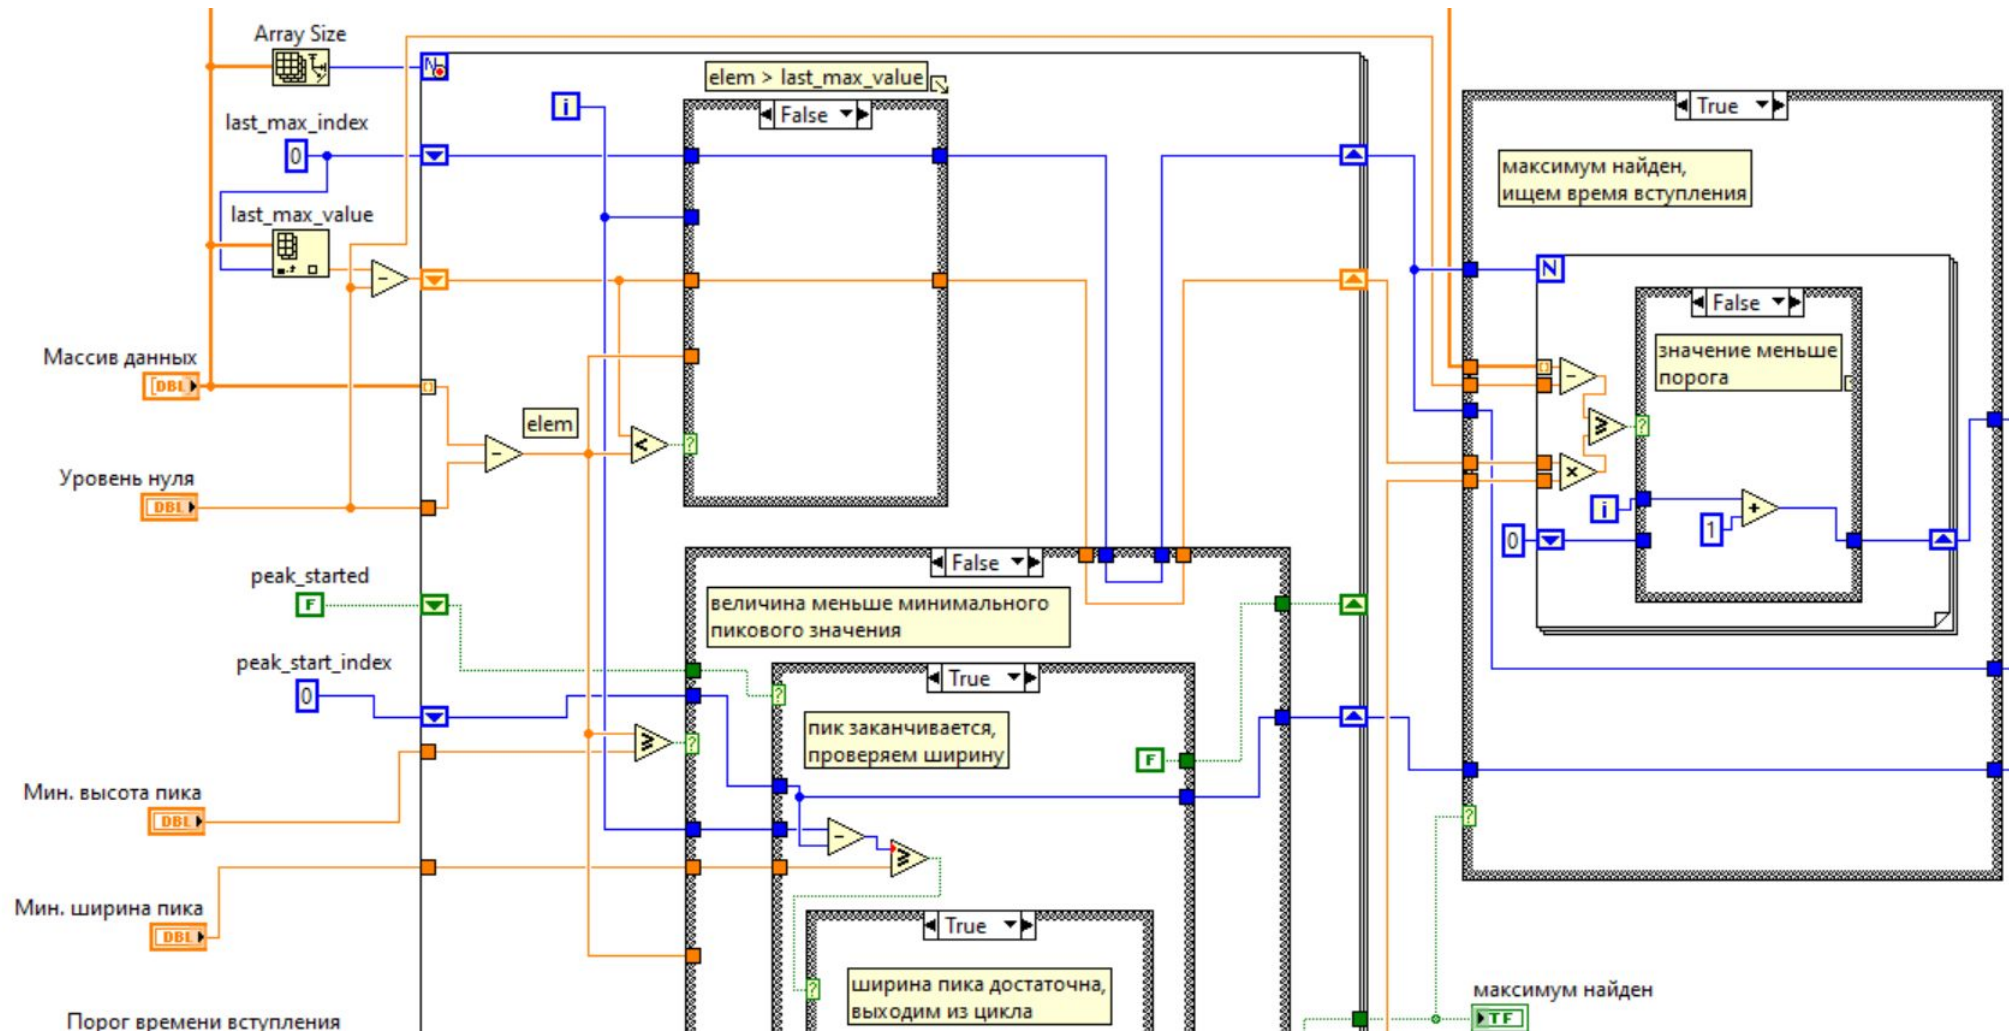 Array Size
N
last_max_index
0
last_max_value
Массив данных
[DBL]
Уровень нуля
DBL
peak_started
F
peak_start_index
0
Мин. высота пика
DBL
Мин. ширина пика
DBL
Порог времени вступления
i
elem > last_max_value
False
elem
?
False
величина меньше минимального
пикового значения
True
?
?
пик заканчивается,
проверяем ширину
F
True
?
ширина пика достаточна,
выходим из цикла
True
максимум найден,
ищем время вступления
N
False
значение меньше
порога
?
i
1
0
?
максимум найден
TF